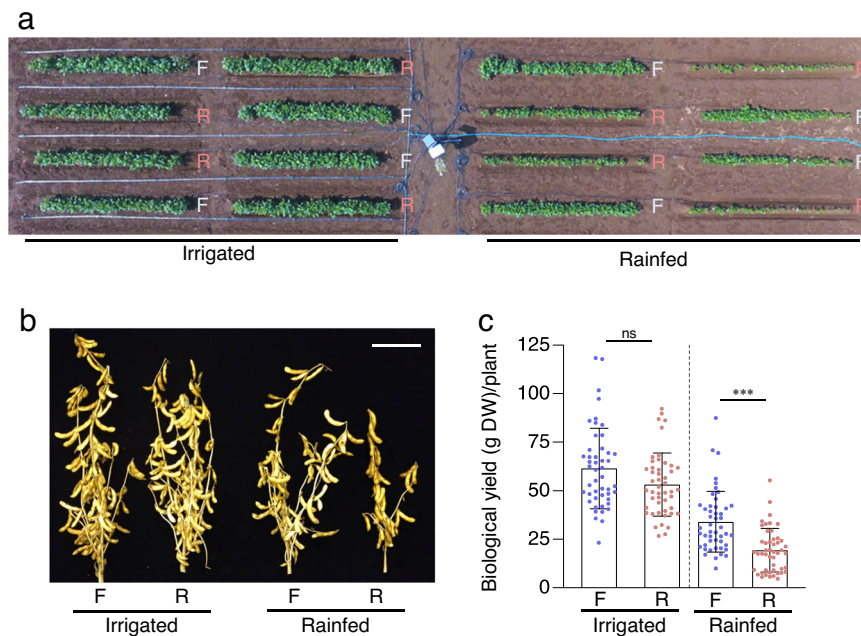 a
F R F R
R F R F
R F R F
F R F R
Irrigated Rainfed
b
F R F R
Irrigated Rainfed
c
Biological yield (g DW)/plant
125
100
75
50
25
0
ns
***
F R F R
Irrigated Rainfed